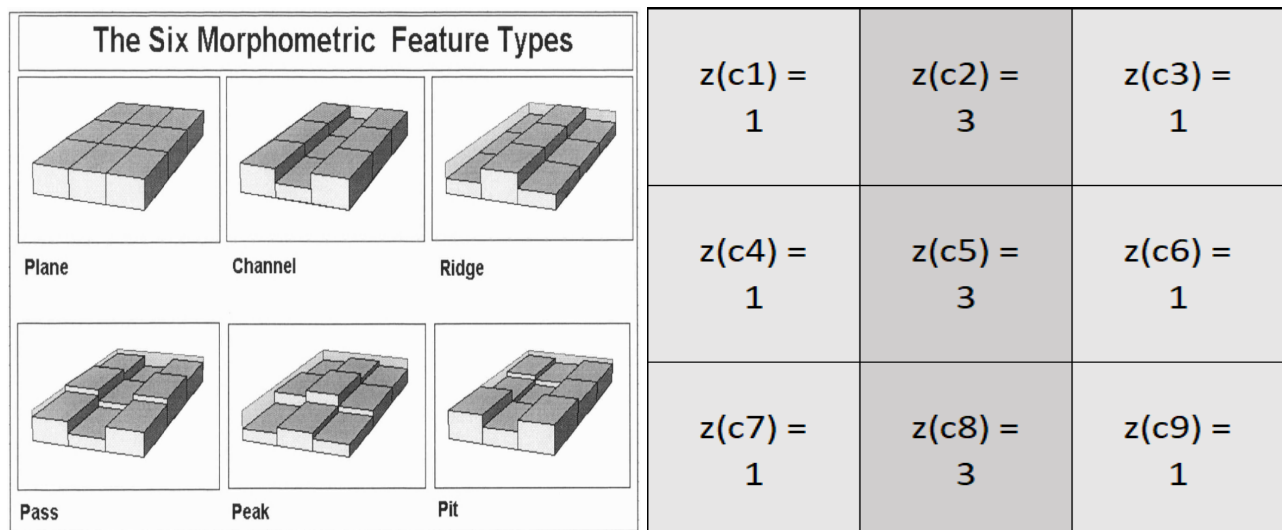 The Six Morphometric Feature Types
Plane
Channel
Ridge
Pass
Peak
Pit
z(c1) =
1
z(c2) =
3
z(c3) =
1
z(c4) =
1
z(c5) =
3
z(c6) =
1
z(c7) =
1
z(c8) =
3
z(c9) =
1